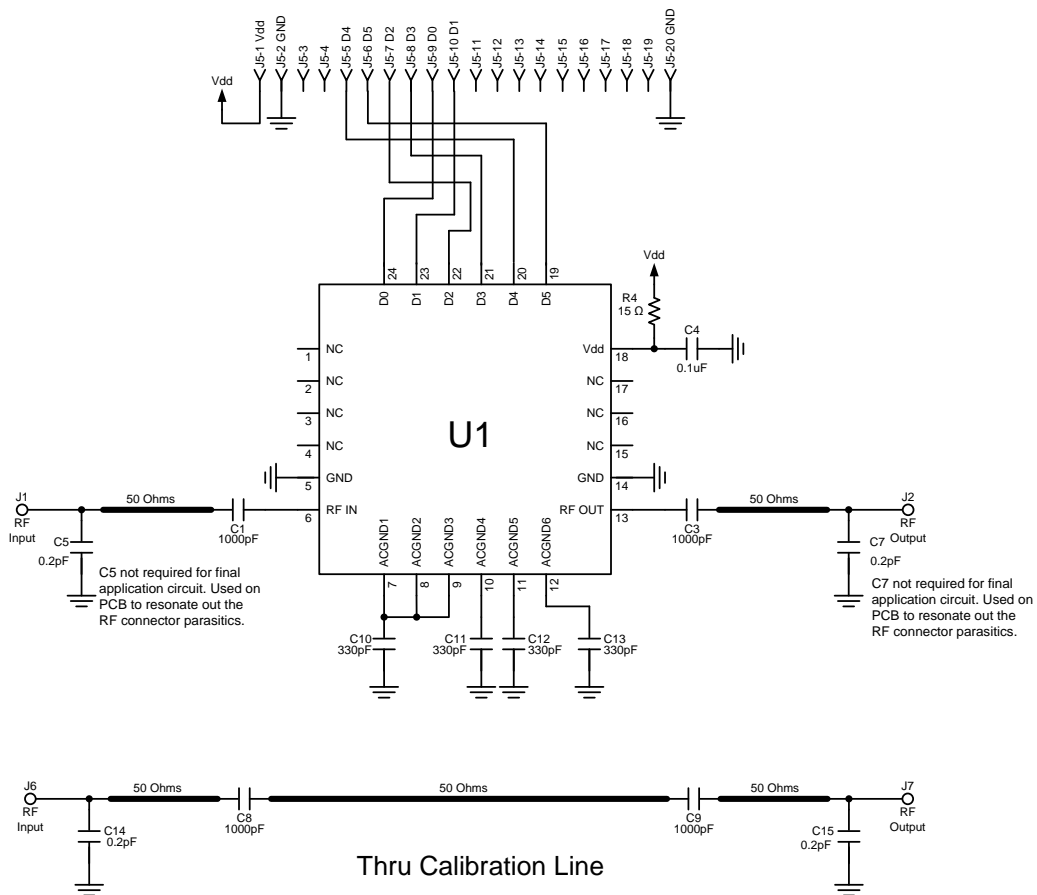 J5-1 Vdd
J5-2 GND
J5-3
J5-4
J5-5 D4
J5-6 D5
J5-7 D2
J5-8 D3
J5-9 D0
J5-10 D1
J5-11
J5-12
J5-13
J5-14
J5-15
J5-16
J5-17
J5-18
J5-19
J5-20 GND
Vdd
24
23
22
21
20
19
D0
D1
D2
D3
D4
D5
Vdd
R4
15 Ω
C4
0.1uF
NC
1
NC
2
NC
3
NC
4
GND
5
RF IN
6
U1
Vdd
18
NC
17
NC
16
NC
15
GND
14
RF OUT
13
ACGND1
ACGND2
ACGND3
ACGND4
ACGND5
ACGND6
7
8
9
10
11
12
J1
RF
Input
50 Ohms
C1
1000pF
C5
0.2pF
C5 not required for final
application circuit. Used on
PCB to resonate out the
RF connector parasitics.
C3
1000pF
50 Ohms
J2
RF
Output
C7
0.2pF
C7 not required for final
application circuit. Used on
PCB to resonate out the
RF connector parasitics.
C10
330pF
C11
330pF
C12
330pF
C13
330pF
J6
RF
Input
50 Ohms
C8
1000pF
50 Ohms
C9
1000pF
50 Ohms
J7
RF
Output
C14
0.2pF
C15
0.2pF
Thru Calibration Line